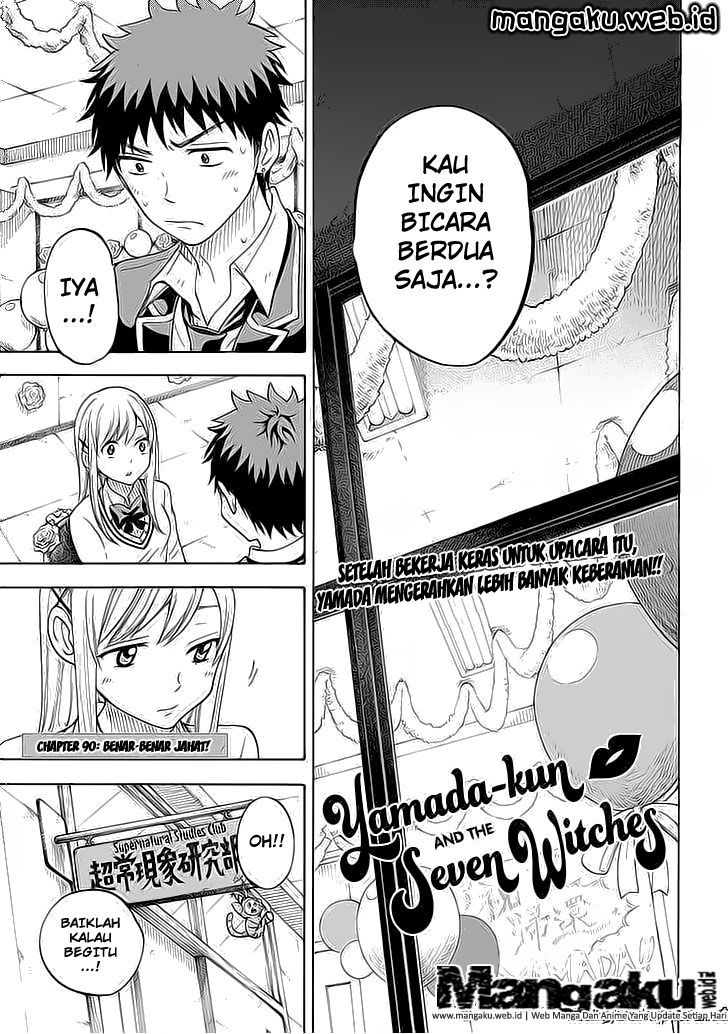 mangaku.web.id
KAU
INGIN
BICARA
BERDUA
SAJA...?
SETELAH BEKERJA KERAS UNTUK UPACARA ITU,
YAMADA MENGERAHKAN LEBIH BANYAK KEBERANIAN!!
Yamada-kun
AND THE
Seven Witches
IYA
...!
CHAPTER 90: BENAR-BENAR JAHAT!
Supernatural Studies Club
超常現象研究部
OH!!
BAIKLAH
KALAU
BEGITU
...!
Mangaku
web.id
www.mangaku.web.id | Web Manga Dan Anime Yang Update Setiap Hari